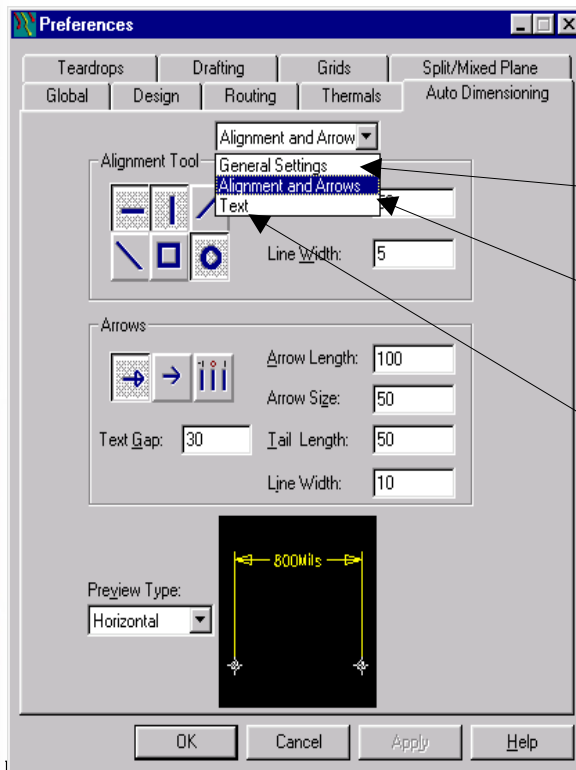 Preferences
Teardrops Drafting Grids Split/Mixed Plane
Global Design Routing Thermals Auto Dimensioning
Alignment and Arrow
General Settings
Alignment and Arrows
Text
Alignment Tool
Line Width: 5
Arrows
Arrow Length: 100
Arrow Size: 50
Text Gap: 30 Tail Length: 50
Line Width: 10
800Mils
Preview Type:
Horizontal
OK Cancel Apply Help